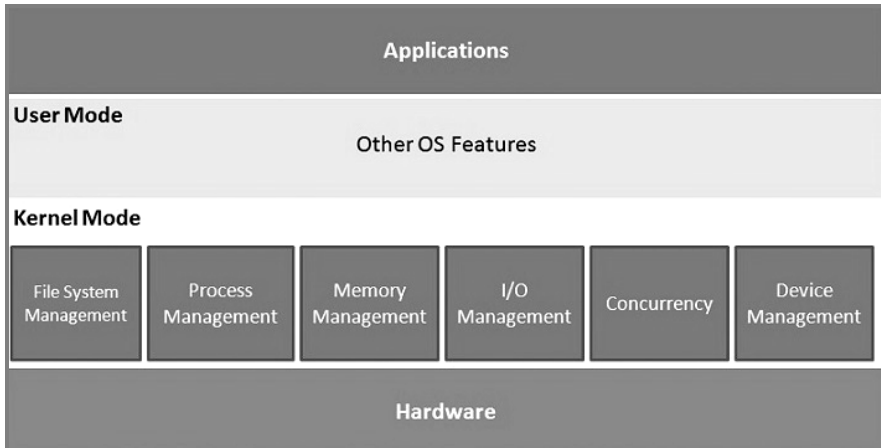 Applications
User Mode
Other OS Features
Kernel Mode
File System
Management
Process
Management
Memory
Management
I/O
Management
Concurrency
Device
Management
Hardware